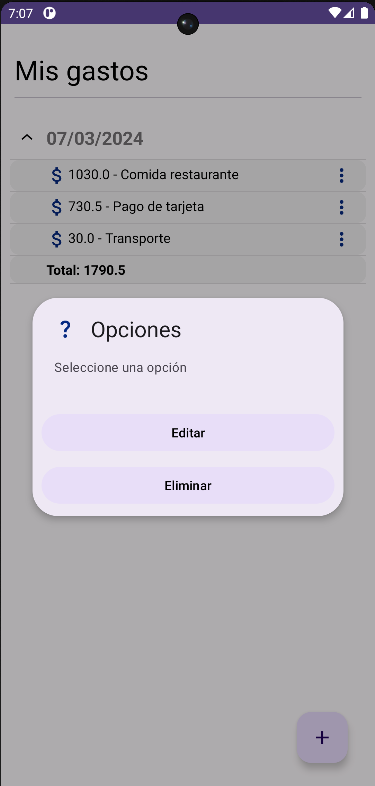 7:07
Mis gastos
07/03/2024
$ 1030.0 - Comida restaurante
$ 730.5 - Pago de tarjeta
$ 30.0 - Transporte
Total: 1790.5
? Opciones
Seleccione una opción
Editar
Eliminar
+